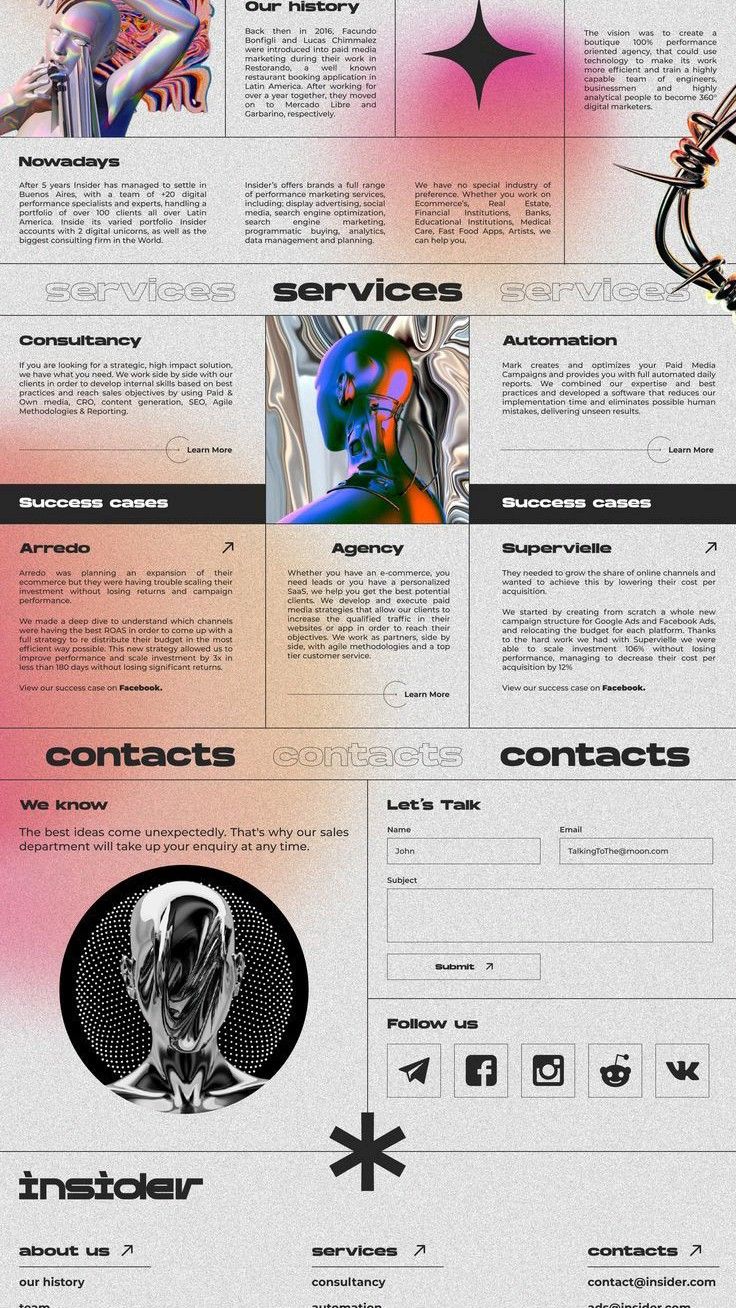 Our history
Back then in 2016, Facundo
Bonfigli and Lucas Chimmalez
were introduced into paid media
marketing during their work in
Restorando, a well known
restaurant booking application in
Latin America. After working for
over a year together, they moved
on to Mercado Libre and
Garbarino, respectively.
The vision was to create a
boutique 100% performance
oriented agency, that could use
technology to make its work
more efficient and train a highly
capable team of engineers,
businessmen and highly
analytical people to become 360°
digital marketers.
Nowadays
After 5 years Insider has managed to settle in
Buenos Aires, with a team of +20 digital
performance specialists and experts, handling a
portfolio of over 100 clients all over Latin
America. Inside its varied portfolio Insider
accounts with 2 digital unicorns, as well as the
biggest consulting firm in the World.
Insider's offers brands a full range
of performance marketing services,
including: display advertising, social
media, search engine optimization,
search engine marketing,
programmatic buying, analytics,
data management and planning.
We have no special industry of
preference. Whether you work on
Ecommerce's, Real Estate,
Financial Institutions, Banks,
Educational Institutions, Medical
Care, Fast Food Apps, Artists, we
can help you.
services services services
Consultancy
If you are looking for a strategic, high impact solution,
we have what you need. We work side by side with our
clients in order to develop internal skills based on best
practices and reach sales objectives by using Paid &
Own media, CRO, content generation, SEO, Agile
Methodologies & Reporting.
Learn More
Automation
Mark creates and optimizes your Paid Media
Campaigns and provides you with full automated daily
reports. We combined our expertise and best
practices and developed a software that reduces our
implementation time and eliminates possible human
mistakes, delivering unseen results.
Learn More
Success cases
Success cases
Arredo
Arredo was planning an expansion of their
ecommerce but they were having trouble scaling their
investment without losing returns and campaign
performance.
We made a deep dive to understand which channels
were having the best ROAS in order to come up with a
full strategy to re distribute their budget in the most
efficient way possible. This new strategy allowed us to
improve performance and scale investment by 3x in
less than 180 days without losing significant returns.
View our success case on Facebook.
Agency
Whether you have an e-commerce, you
need leads or you have a personalized
SaaS, we help you get the best potential
clients. We develop and execute paid
media strategies that allow our clients to
increase the qualified traffic in their
websites or app in order to reach their
objectives. We work as partners, side by
side, with agile methodologies and a top
tier customer service.
Learn More
Supervielle
They needed to grow the share of online channels and
wanted to achieve this by lowering their cost per
acquisition.
We started by creating from scratch a whole new
campaign structure for Google Ads and Facebook Ads,
and relocating the budget for each platform. Thanks
to the hard work we had with Supervielle we were
able to scale investment 106% without losing
performance, managing to decrease their cost per
acquisition by 12%
View our success case on Facebook.
contacts contacts contacts
We know
The best ideas come unexpectedly. That's why our sales
department will take up your enquiry at any time.
Let's Talk
Name
Email
John
TalkingToThe@moon.com
Subject
Submit
Follow us
insider
about us
services
contacts
our history
consultancy
contact@insider.com
team
automation
ads@insider.com